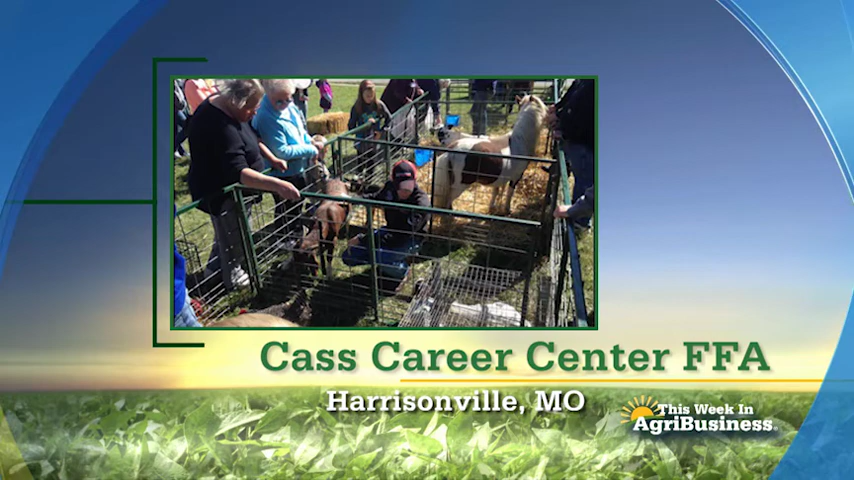 Cass Career Center FFA
Harrisonville, MO
This Week In
AgriBusiness